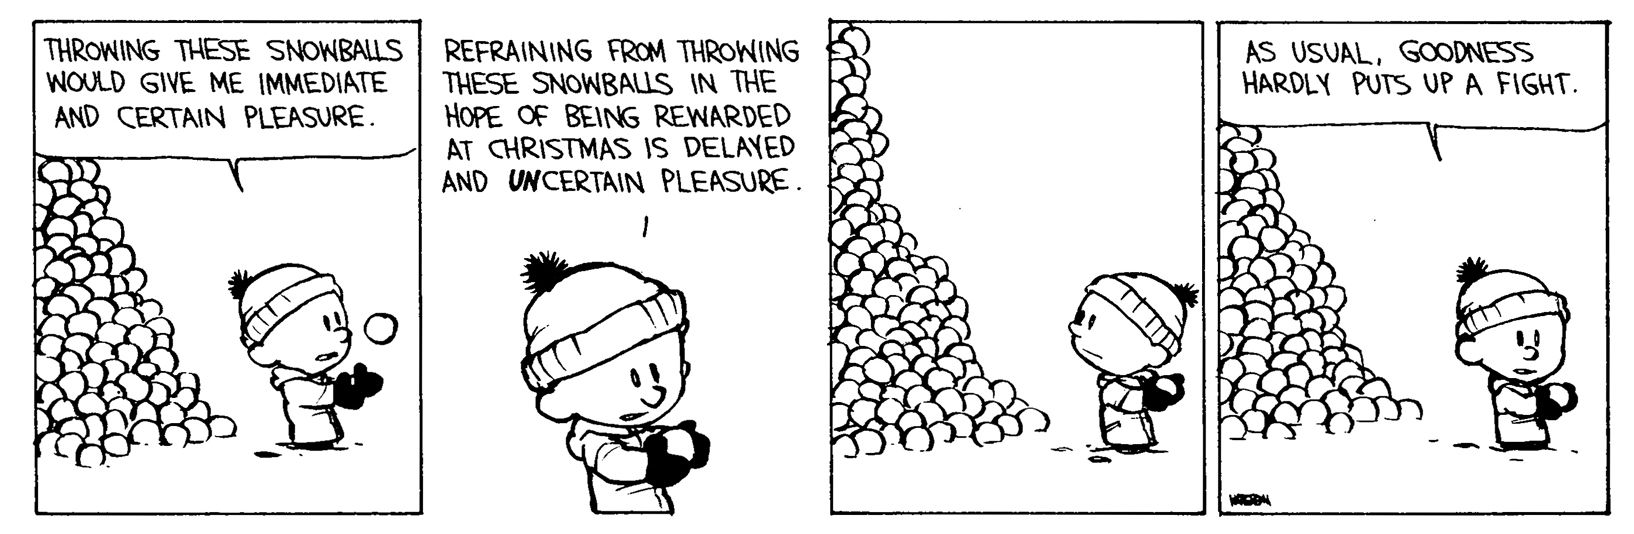 THROWING THESE SNOWBALLS
WOULD GIVE ME IMMEDIATE
AND CERTAIN PLEASURE.
REFRAINING FROM THROWING
THESE SNOWBALLS IN THE
HOPE OF BEING REWARDED
AT CHRISTMAS IS DELAYED
AND UNCERTAIN PLEASURE.
AS USUAL, GOODNESS
HARDLY PUTS UP A FIGHT.
WATTERSON